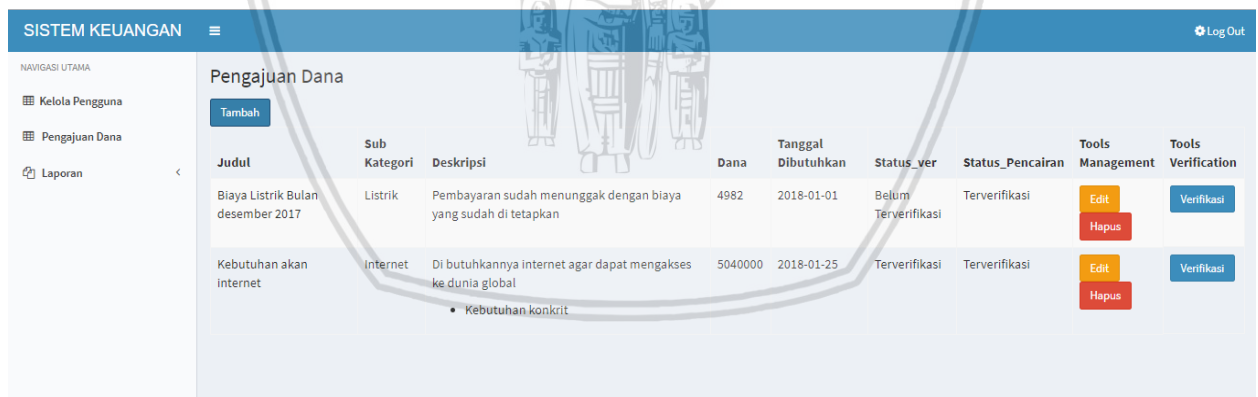 SISTEM KEUANGAN
Log Out
NAVIGASI UTAMA
Kelola Pengguna
Pengajuan Dana
Laporan
Pengajuan Dana
Tambah
Judul
Sub
Kategori
Deskripsi
Dana
Tanggal
Dibutuhkan
Status_ver
Status_Pencairan
Tools
Management
Tools
Verification
Biaya Listrik Bulan
desember 2017
Listrik
Pembayaran sudah menunggak dengan biaya
yang sudah di tetapkan
4982
2018-01-01
Belum
Terverifikasi
Terverifikasi
Edit
Hapus
Verifikasi
Kebutuhan akan
internet
Internet
Di butuhkannya internet agar dapat mengakses
ke dunia global
• Kebutuhan konkrit
5040000
2018-01-25
Terverifikasi
Terverifikasi
Edit
Hapus
Verifikasi